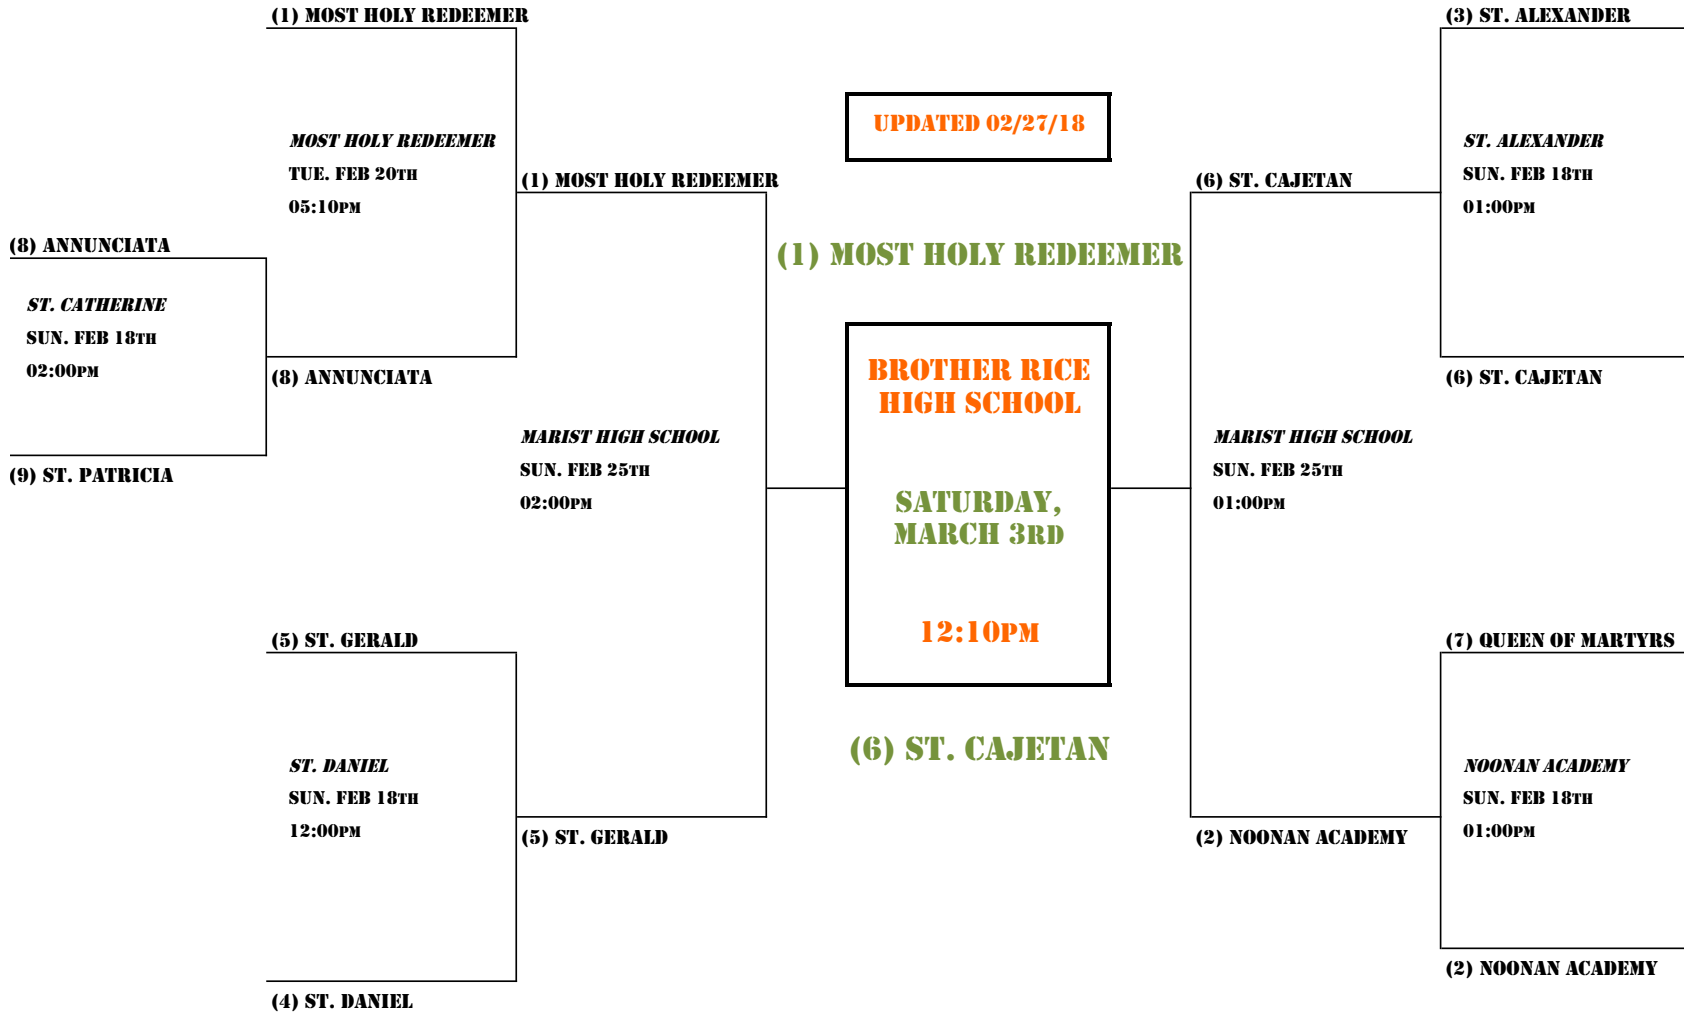 (1) MOST HOLY REDEEMER
(3) ST. ALEXANDER
UPDATED 02/27/18
MOST HOLY REDEEMER
TUE. FEB 20TH
05:10PM
ST. ALEXANDER
SUN. FEB 18TH
01:00PM
(1) MOST HOLY REDEEMER
(6) ST. CAJETAN
(8) ANNUNCIATA
(1) MOST HOLY REDEEMER
ST. CATHERINE
SUN. FEB 18TH
02:00PM
(8) ANNUNCIATA
(6) ST. CAJETAN
BROTHER RICE
HIGH SCHOOL
(9) ST. PATRICIA
MARIST HIGH SCHOOL
SUN. FEB 25TH
02:00PM
MARIST HIGH SCHOOL
SUN. FEB 25TH
01:00PM
SATURDAY,
MARCH 3RD
12:10PM
(5) ST. GERALD
(7) QUEEN OF MARTYRS
(6) ST. CAJETAN
ST. DANIEL
SUN. FEB 18TH
12:00PM
NOONAN ACADEMY
SUN. FEB 18TH
01:00PM
(5) ST. GERALD
(2) NOONAN ACADEMY
(2) NOONAN ACADEMY
(4) ST. DANIEL